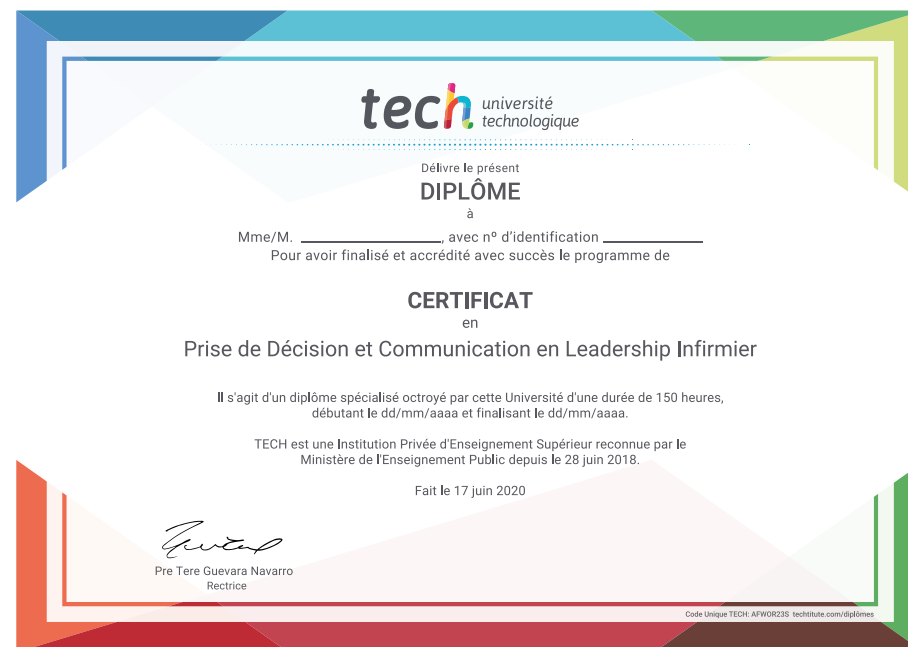 tech université
technologique
Délivre le présent
DIPLÔME
à
Mme/M. ____________________, avec nº d'identification ______________
Pour avoir finalisé et accrédité avec succès le programme de
CERTIFICAT
en
Prise de Décision et Communication en Leadership Infirmier
Il s'agit d'un diplôme spécialisé octroyé par cette Université d'une durée de 150 heures,
débutant le dd/mm/aaaa et finalisant le dd/mm/aaaa.
TECH est une Institution Privée d'Enseignement Supérieur reconnue par le
Ministère de l'Enseignement Public depuis le 28 juin 2018.
Fait le 17 juin 2020
Pre Tere Guevara Navarro
Rectrice
Code Unique TECH: AFWOR23S techtitute.com/diplômes